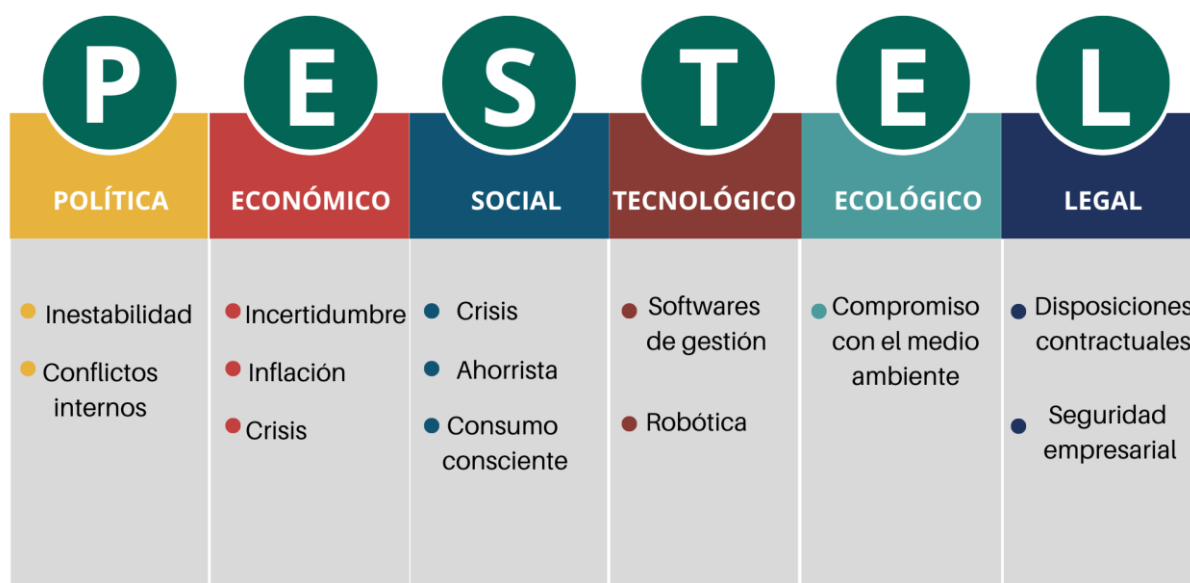 P
E
S
T
E
L
POLÍTICA
ECONÓMICO
SOCIAL
TECNOLÓGICO
ECOLÓGICO
LEGAL
Inestabilidad
Conflictos
internos
Incertidumbre
Inflación
Crisis
Crisis
Ahorrista
Consumo
consciente
Softwares
de gestión
Robótica
Compromiso
con el medio
ambiente
Disposiciones
contractuales
Seguridad
empresarial